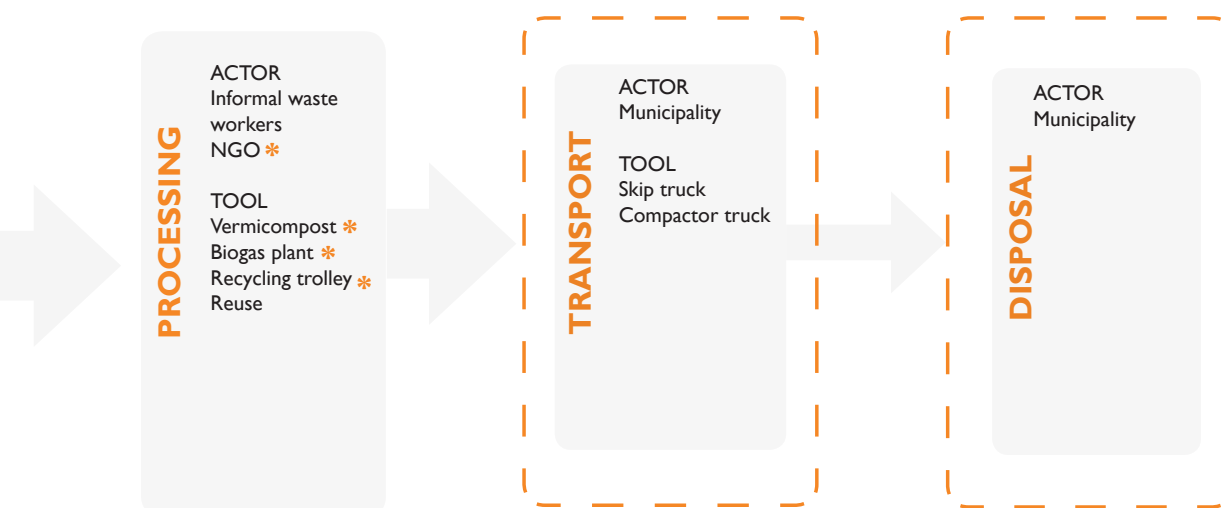 PROCESSING
ACTOR
Informal waste
workers
NGO *
TOOL
Vermicompost *
Biogas plant *
Recycling trolley *
Reuse
TRANSPORT
ACTOR
Municipality
TOOL
Skip truck
Compactor truck
DISPOSAL
ACTOR
Municipality